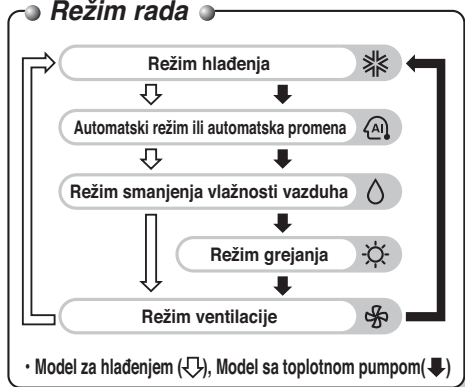 Režim rada
Režim hlađenja
Automatski režim ili automatska promena
AI
Režim smanjenja vlažnosti vazduha
Režim grejanja
Režim ventilacije
• Model za hlađenjem (⇩), Model sa toplotnom pumpom(🡇)